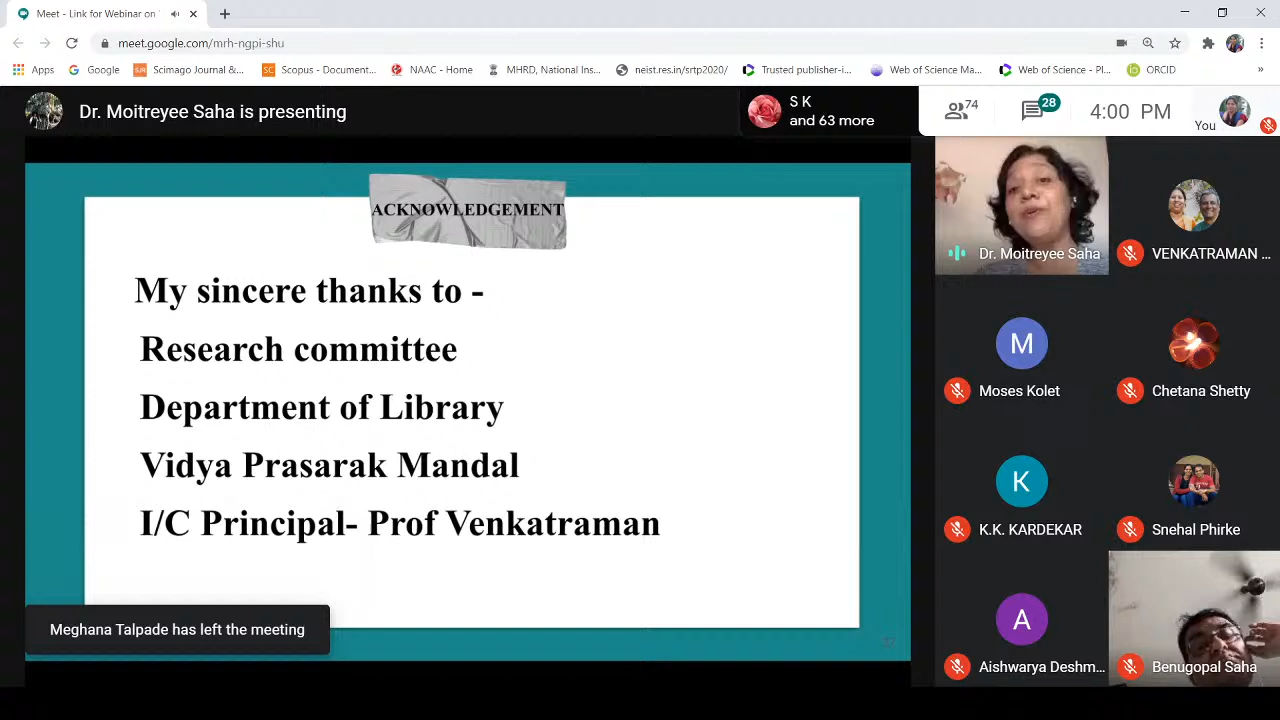 Meet - Link for Webinar on '
meet.google.com/mrh-ngpi-shu
Apps
Google
SJR
Scimago Journal &...
SC
Scopus - Document...
NAAC - Home
MHRD, National Ins...
neist.res.in/srtp2020/
Trusted publisher-i...
Web of Science Ma...
Web of Science - Pl...
iD
ORCID
»
Dr. Moitreyee Saha is presenting
S K
and 63 more
74
28
4:00 PM
You
ACKNOWLEDGEMENT
My sincere thanks to -
Research committee
Department of Library
Vidya Prasarak Mandal
I/C Principal- Prof Venkatraman
Meghana Talpade has left the meeting
Dr. Moitreyee Saha
VENKATRAMAN ...
M
Moses Kolet
Chetana Shetty
K
K.K. KARDEKAR
Snehal Phirke
A
Aishwarya Deshm...
Benugopal Saha